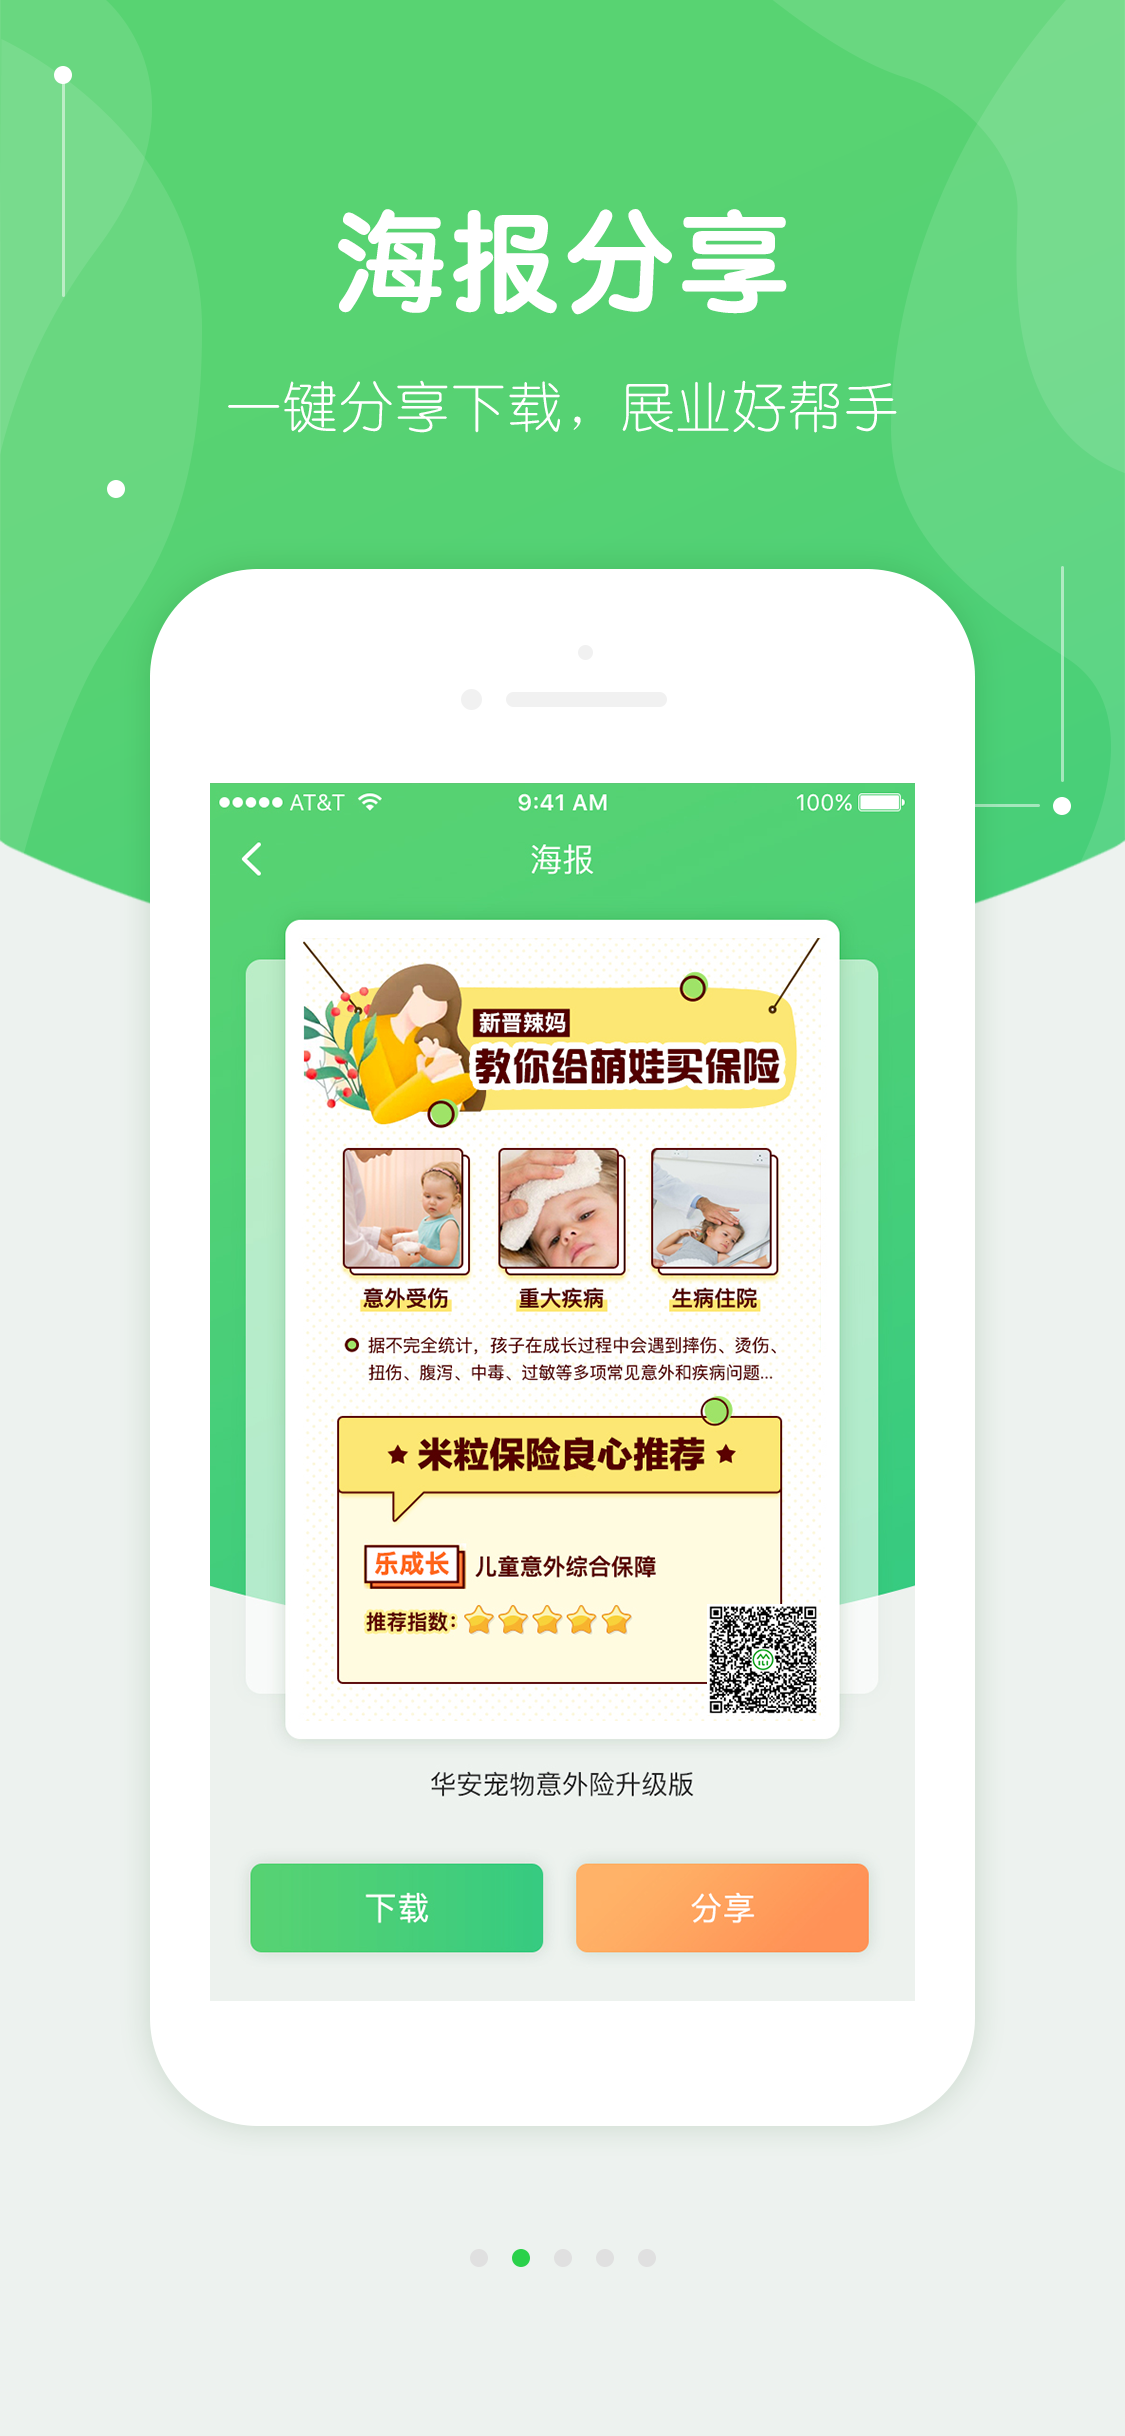 海报分享
一键分享下载，展业好帮手
AT&T 9:41 AM 100%
海报
新晋辣妈
教你给萌娃买保险
意外受伤 重大疾病 生病住院
据不完全统计，孩子在成长过程中会遇到摔伤、烫伤、
扭伤、腹泻、中毒、过敏等多项常见意外和疾病问题...
米粒保险良心推荐
乐成长 儿童意外综合保障
推荐指数：
MILI
华安宠物意外险升级版
下载 分享